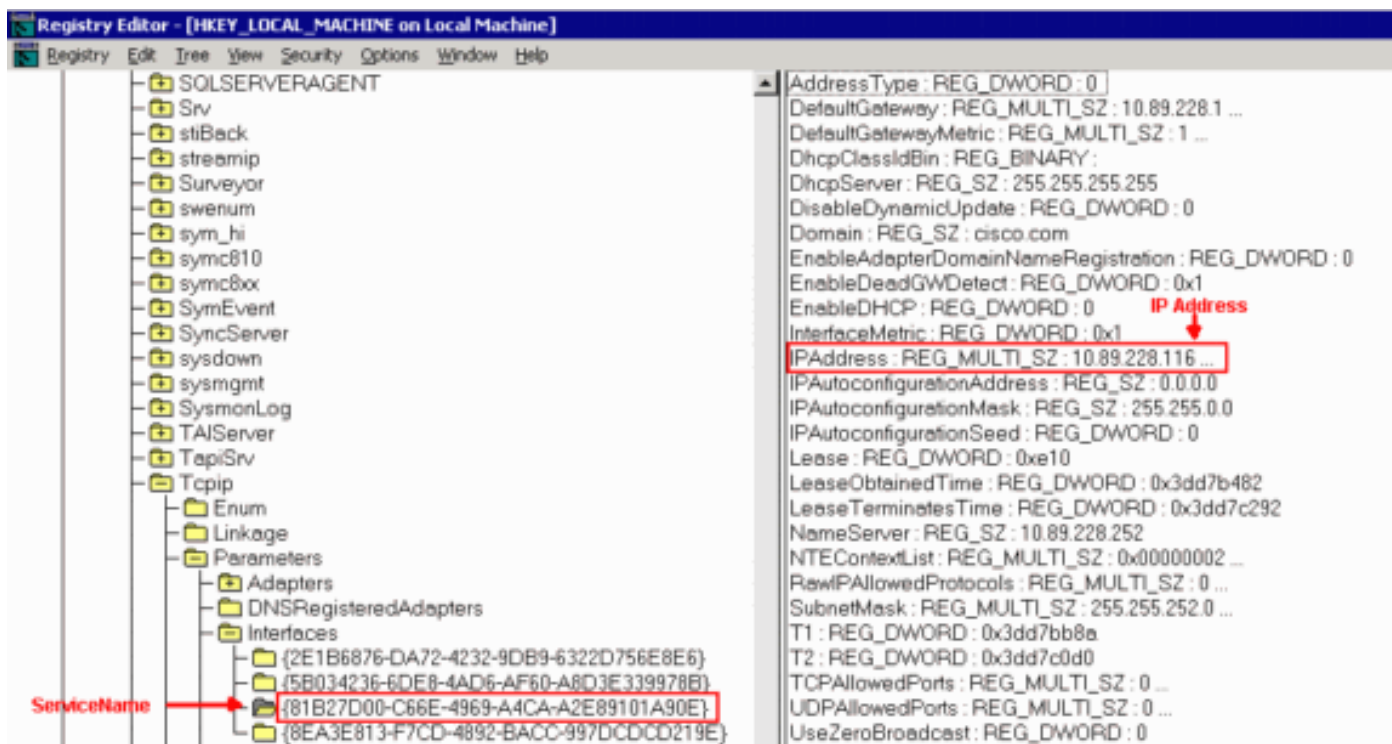 Registry Editor - [HKEY_LOCAL_MACHINE on Local Machine]
Registry Edit Tree View Security Options Window Help
SQLSERVERAGENT
Srv
stiBack
streamip
Surveyor
swenum
sym_hi
symc810
symc8xx
SymEvent
SyncServer
sysdown
sysmgmt
SysmonLog
TAIServer
TapiSrv
Tcpip
Enum
Linkage
Parameters
Adapters
DNSRegisteredAdapters
Interfaces
{2E1B6876-DA72-4232-9DB9-6322D756E8E6}
{5B034236-6DE8-4AD6-AF60-A8D3E339978B}
ServiceName
{81B27D00-C66E-4969-A4CA-A2E89101A90E}
{8EA3E813-F7CD-4892-BACC-997DCDCD219E}
AddressType : REG_DWORD : 0
DefaultGateway : REG_MULTI_SZ : 10.89.228.1 ...
DefaultGatewayMetric : REG_MULTI_SZ : 1 ...
DhcpClassIdBin : REG_BINARY :
DhcpServer : REG_SZ : 255.255.255.255
DisableDynamicUpdate : REG_DWORD : 0
Domain : REG_SZ : cisco.com
EnableAdapterDomainNameRegistration : REG_DWORD : 0
EnableDeadGWDetect : REG_DWORD : 0x1
EnableDHCP : REG_DWORD : 0
IP Address
InterfaceMetric : REG_DWORD : 0x1
IPAddress : REG_MULTI_SZ : 10.89.228.116 ...
IPAutoconfigurationAddress : REG_SZ : 0.0.0.0
IPAutoconfigurationMask : REG_SZ : 255.255.0.0
IPAutoconfigurationSeed : REG_DWORD : 0
Lease : REG_DWORD : 0xe10
LeaseObtainedTime : REG_DWORD : 0x3dd7b482
LeaseTerminatesTime : REG_DWORD : 0x3dd7c292
NameServer : REG_SZ : 10.89.228.252
NTEContextList : REG_MULTI_SZ : 0x00000002 ...
RawIPAllowedProtocols : REG_MULTI_SZ : 0 ...
SubnetMask : REG_MULTI_SZ : 255.255.252.0 ...
T1 : REG_DWORD : 0x3dd7bb8a
T2 : REG_DWORD : 0x3dd7c0d0
TCPAllowedPorts : REG_MULTI_SZ : 0 ...
UDPAllowedPorts : REG_MULTI_SZ : 0 ...
UseZeroBroadcast : REG_DWORD : 0